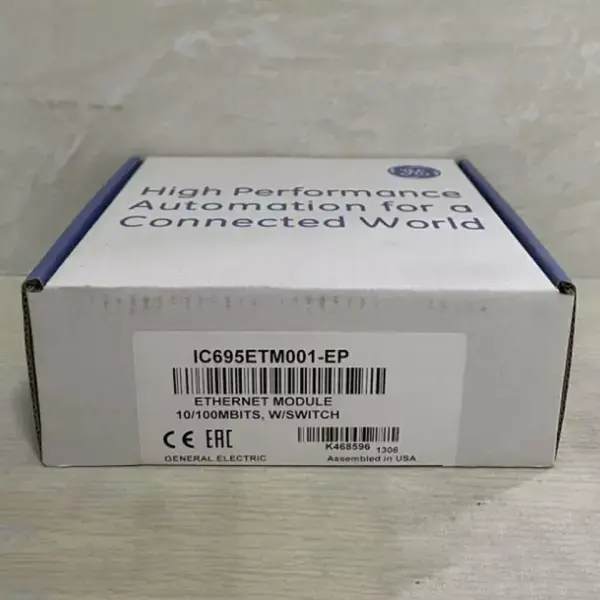 High Performance
Automation for a
Connected World
IC695ETM001-EP
ETHERNET MODULE
10/100MBITS, W/SWITCH
CE EAC
K468596 1306
GENERAL ELECTRIC
Assembled in USA